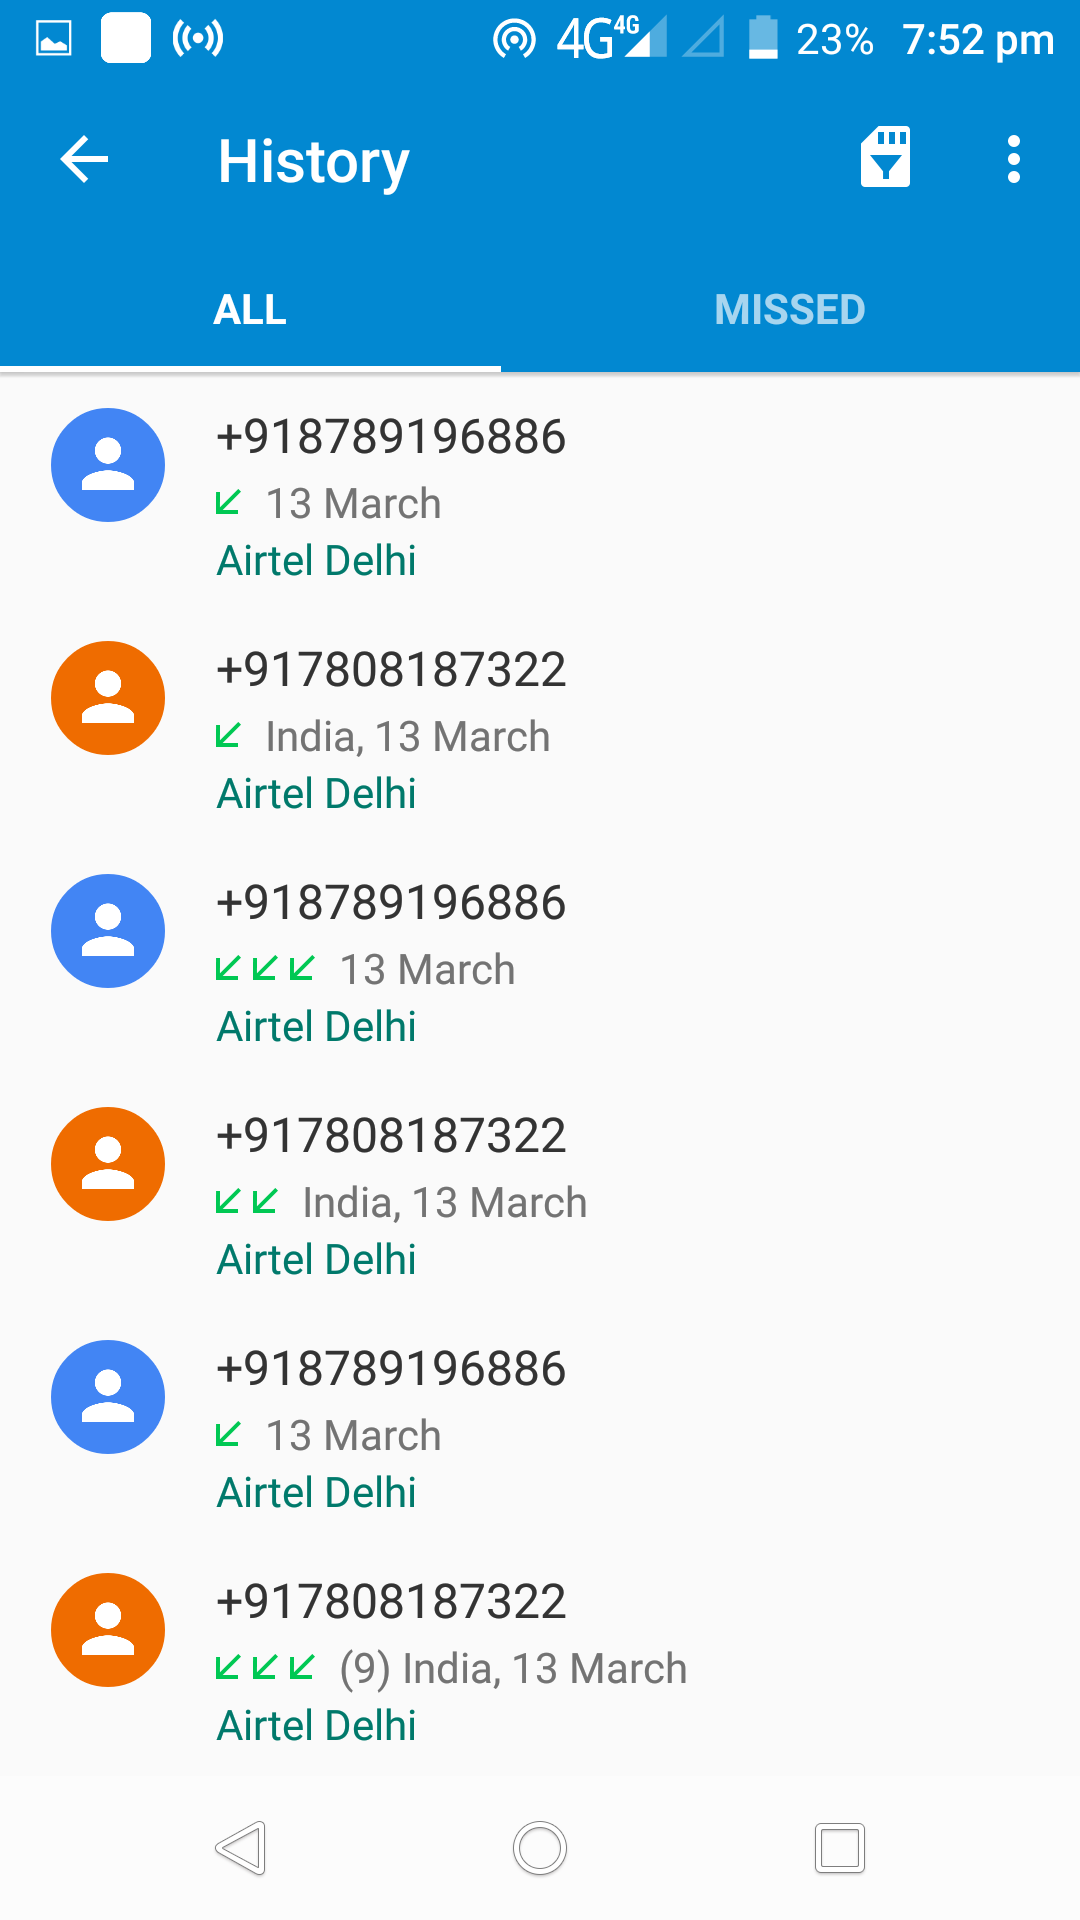 4G 4G 23% 7:52 pm
History
ALL MISSED
+918789196886
13 March
Airtel Delhi
+917808187322
India, 13 March
Airtel Delhi
+918789196886
13 March
Airtel Delhi
+917808187322
India, 13 March
Airtel Delhi
+918789196886
13 March
Airtel Delhi
+917808187322
(9) India, 13 March
Airtel Delhi